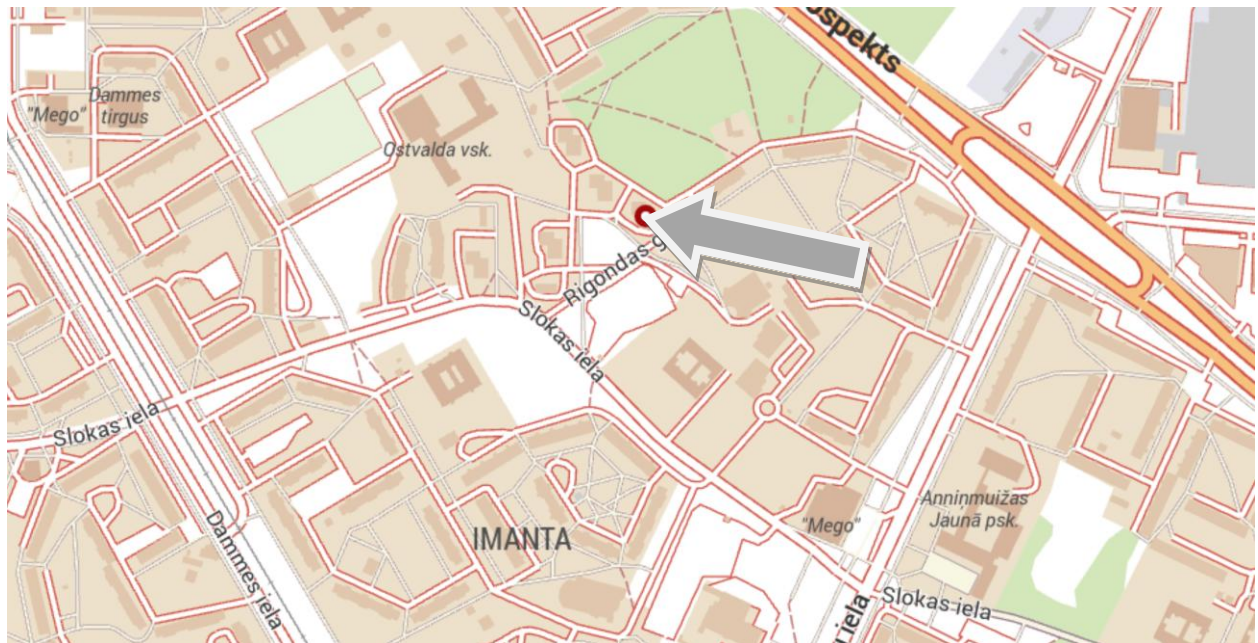 ospekts
Dammes
tirgus
"Mego"
Ostvalda vsk.
Rigondas g
Slokas iela
Slokas iela
Dammes iela
IMANTA
"Mego"
Anniņmuižas
Jaunā psk.
Slokas iela
iela